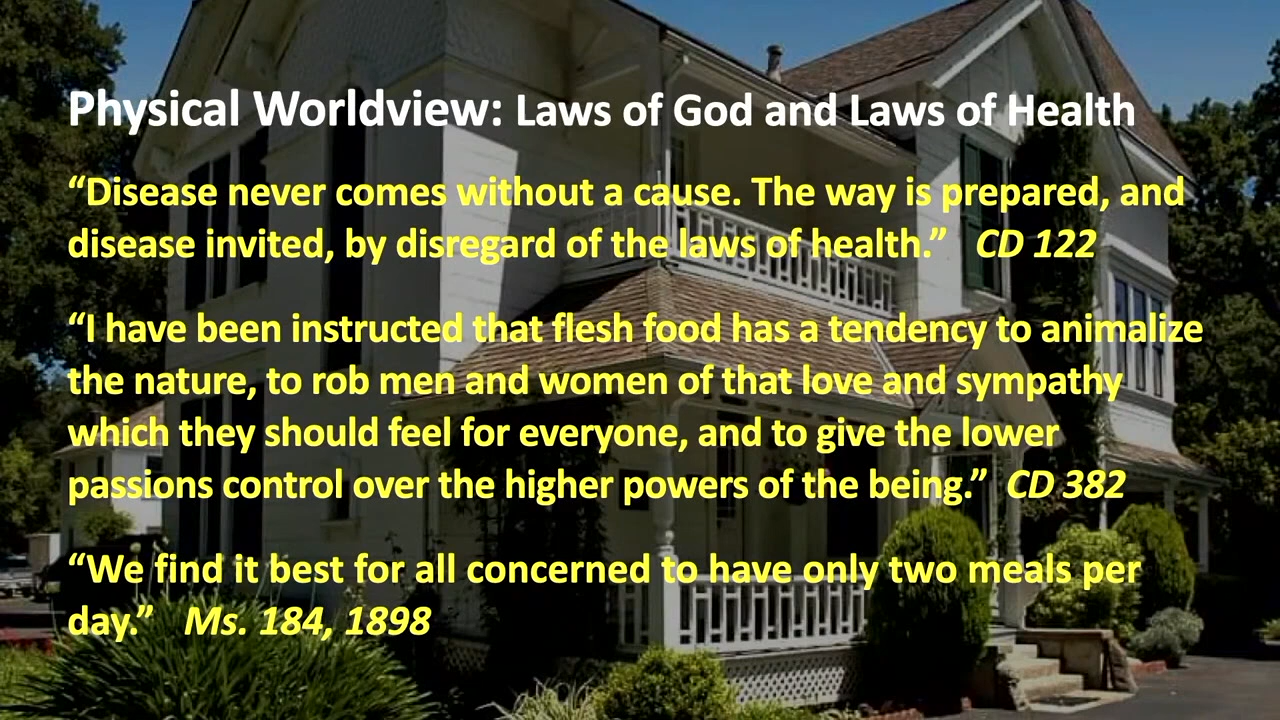 Physical Worldview: Laws of God and Laws of Health
“Disease never comes without a cause. The way is prepared, and
disease invited, by disregard of the laws of health.” CD 122
“I have been instructed that flesh food has a tendency to animalize
the nature, to rob men and women of that love and sympathy
which they should feel for everyone, and to give the lower
passions control over the higher powers of the being.” CD 382
“We find it best for all concerned to have only two meals per
day.” Ms. 184, 1898